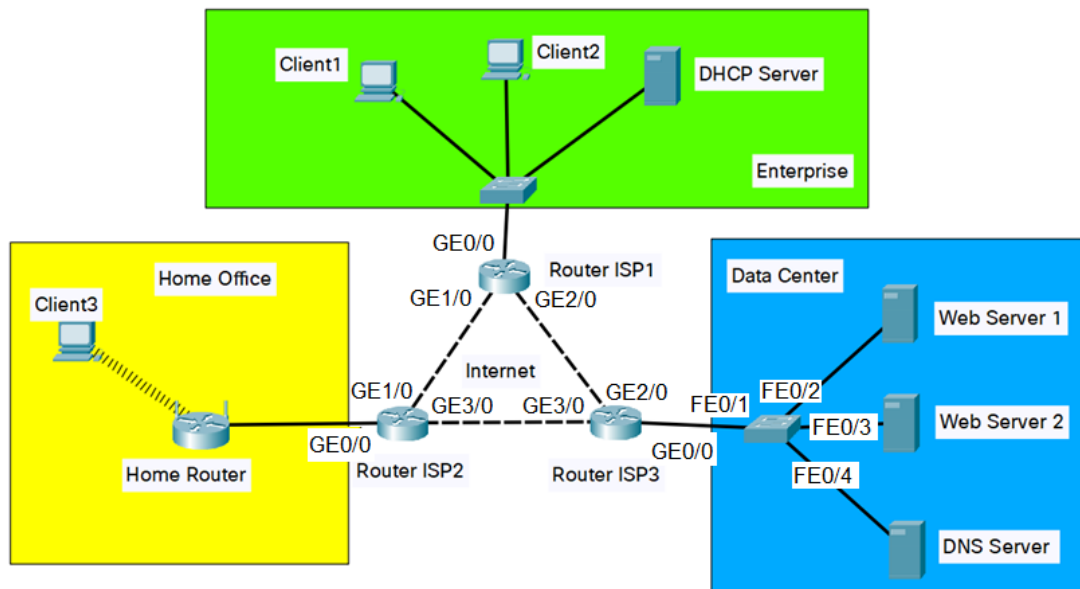 Client1
Client2
DHCP Server
Enterprise
GE0/0
Router ISP1
GE1/0
GE2/0
Home Office
Client3
Home Router
Internet
GE1/0
GE3/0
GE0/0
Router ISP2
GE3/0
GE2/0
Router ISP3
GE0/0
Data Center
FE0/1
FE0/2
FE0/3
FE0/4
Web Server 1
Web Server 2
DNS Server